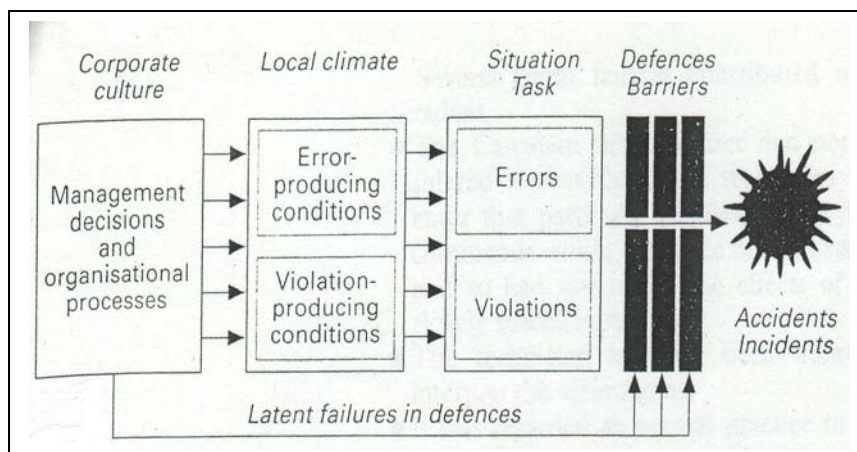 Corporate
culture
Local climate
Situation
Task
Defences
Barriers
Management
decisions
and
organisational
processes
Error-
producing
conditions
Violation-
producing
conditions
Errors
Violations
Accidents
Incidents
Latent failures in defences